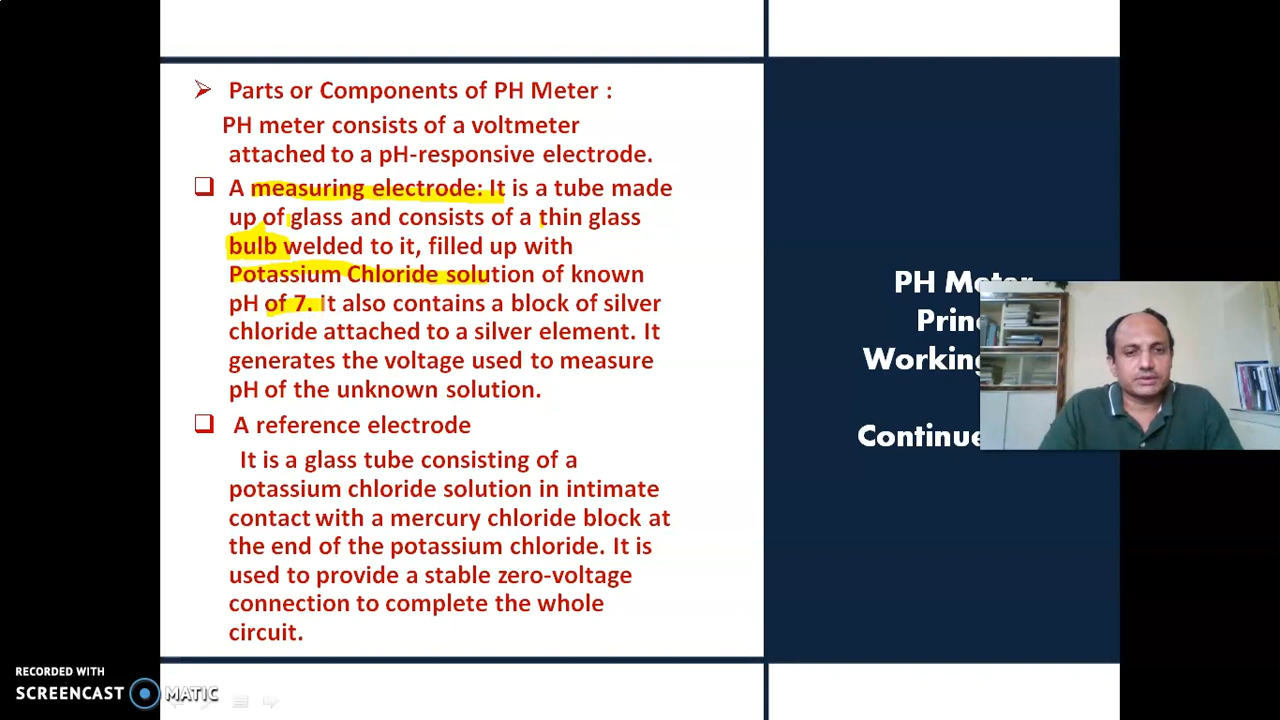 Parts or Components of PH Meter :
PH meter consists of a voltmeter
attached to a pH-responsive electrode.
A measuring electrode: It is a tube made
up of glass and consists of a thin glass
bulb welded to it, filled up with
Potassium Chloride solution of known
pH of 7. It also contains a block of silver
chloride attached to a silver element. It
generates the voltage used to measure
pH of the unknown solution.
A reference electrode
It is a glass tube consisting of a
potassium chloride solution in intimate
contact with a mercury chloride block at
the end of the potassium chloride. It is
used to provide a stable zero-voltage
connection to complete the whole
circuit.
PH Meter
Working
RECORDED WITH
SCREENCAST MATIC